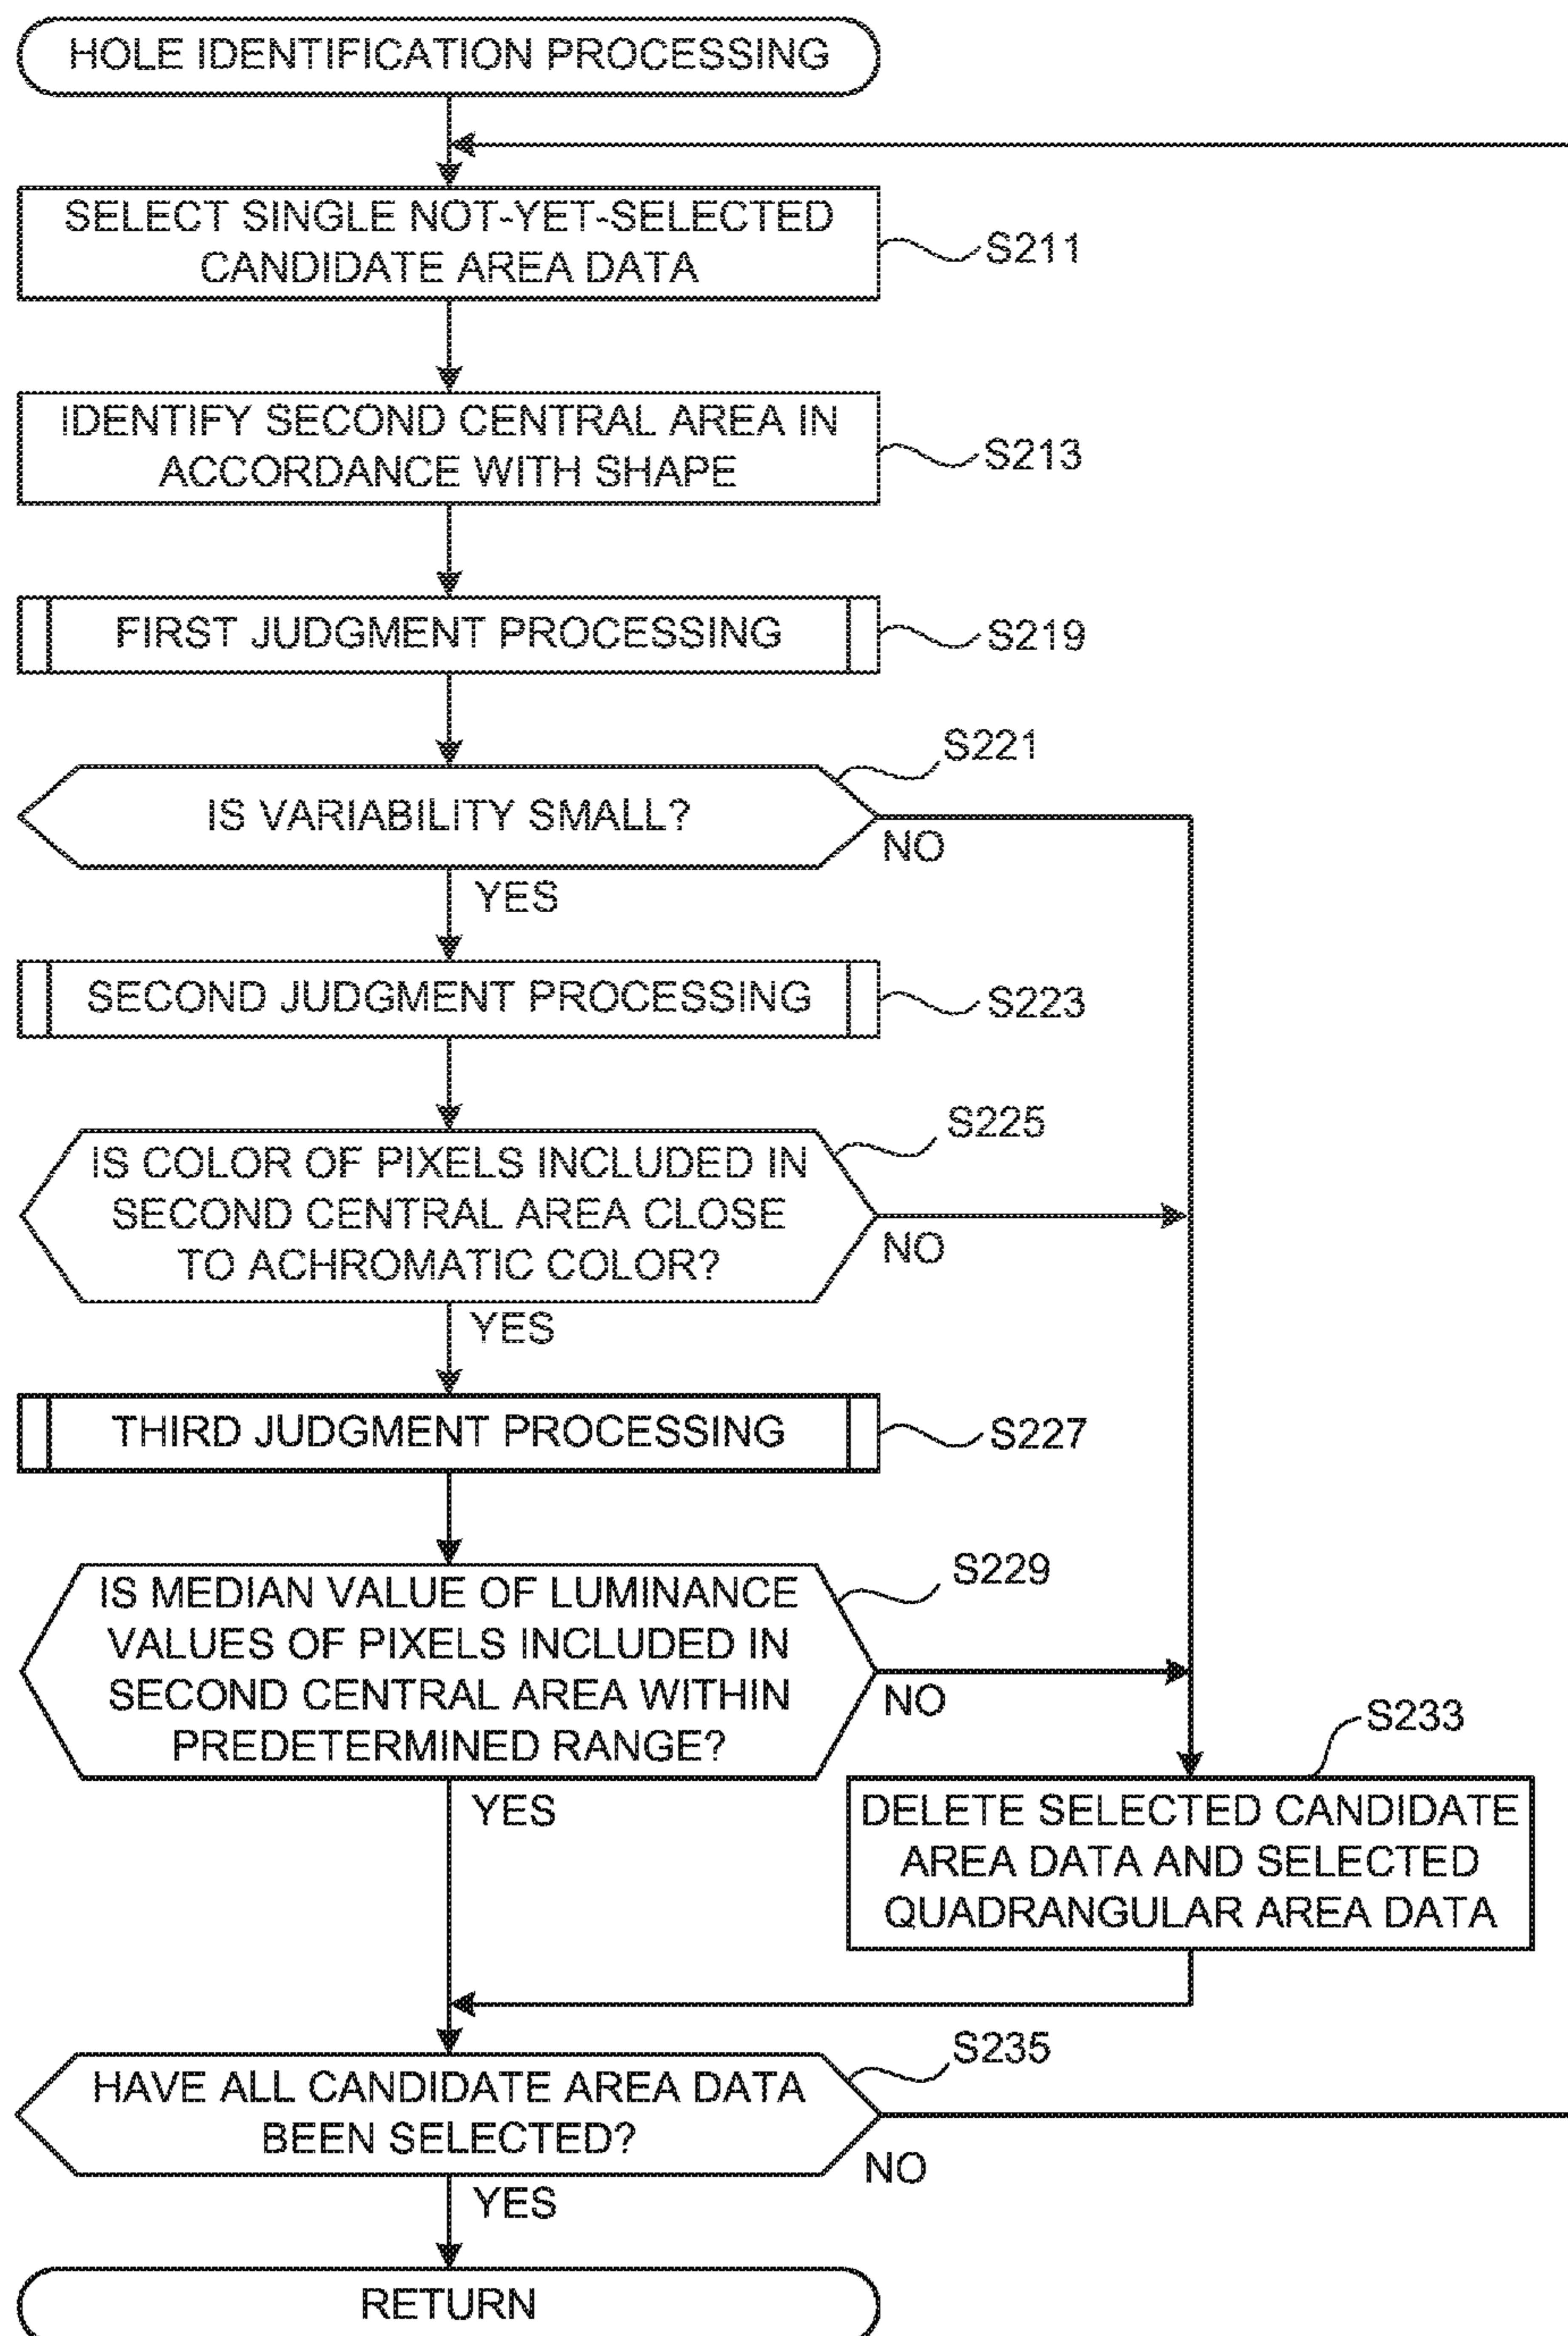 HOLE IDENTIFICATION PROCESSING
SELECT SINGLE NOT-YET-SELECTED
CANDIDATE AREA DATA
S211
IDENTIFY SECOND CENTRAL AREA IN
ACCORDANCE WITH SHAPE
S213
FIRST JUDGMENT PROCESSING
S219
S221
IS VARIABILITY SMALL?
NO
YES
SECOND JUDGMENT PROCESSING
S223
S225
IS COLOR OF PIXELS INCLUDED IN
SECOND CENTRAL AREA CLOSE
TO ACHROMATIC COLOR?
NO
YES
THIRD JUDGMENT PROCESSING
S227
S229
IS MEDIAN VALUE OF LUMINANCE
VALUES OF PIXELS INCLUDED IN
SECOND CENTRAL AREA WITHIN
PREDETERMINED RANGE?
NO
YES
S233
DELETE SELECTED CANDIDATE
AREA DATA AND SELECTED
QUADRANGULAR AREA DATA
S235
HAVE ALL CANDIDATE AREA DATA
BEEN SELECTED?
NO
YES
RETURN